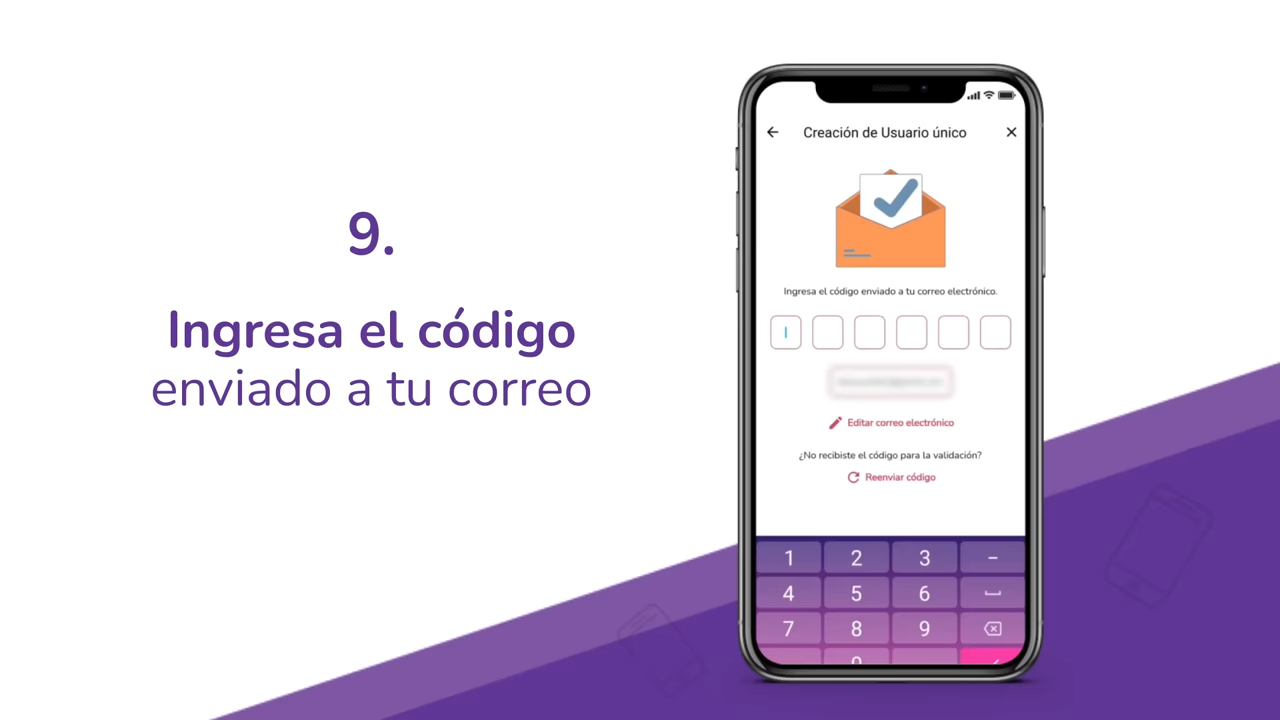 9.
Ingresa el código
enviado a tu correo
Creación de Usuario único
Ingresa el código enviado a tu correo electrónico.
Editar correo electrónico
¿No recibiste el código para la validación?
Reenviar código
1 2 3 –
4 5 6
7 8 9
0